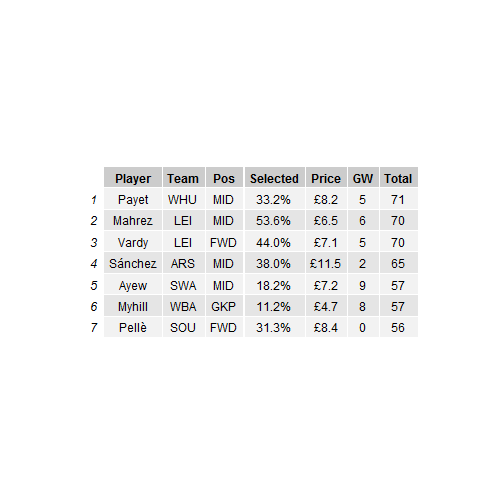 Player Team Pos Selected Price GW Total
1 Payet WHU MID 33.2% £8.2 5 71
2 Mahrez LEI MID 53.6% £6.5 6 70
3 Vardy LEI FWD 44.0% £7.1 5 70
4 Sánchez ARS MID 38.0% £11.5 2 65
5 Ayew SWA MID 18.2% £7.2 9 57
6 Myhill WBA GKP 11.2% £4.7 8 57
7 Pellè SOU FWD 31.3% £8.4 0 56